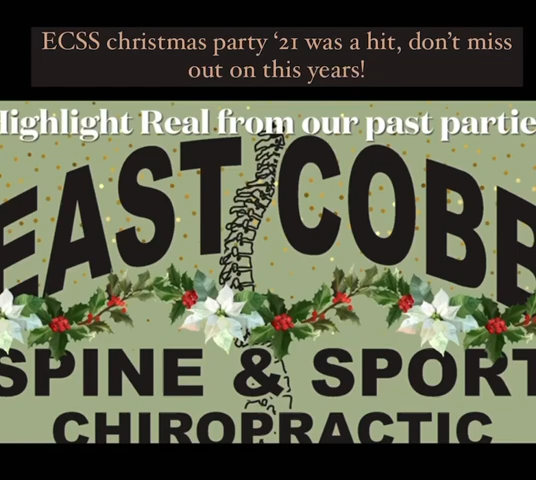 ECSS christmas party ‘21 was a hit, don’t miss
out on this years!
Highlight Real from our past partie
EAST COBB
SPINE & SPORT
CHIROPRACTIC